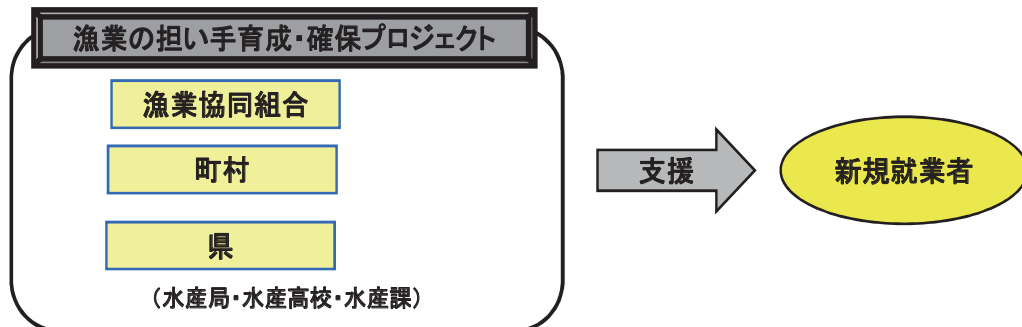 漁業の担い手育成・確保プロジェクト
漁業協同組合
町村
支援
新規就業者
県
（水産局・水産高校・水産課）